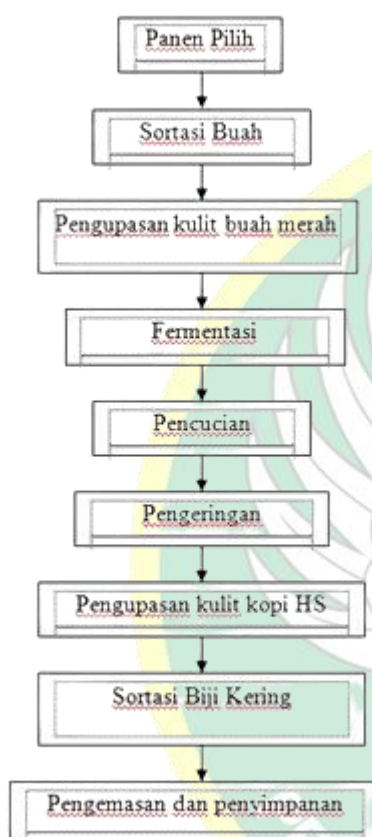 Panen Pilih
Sortasi Buah
Pengupasan kulit buah merah
Fermentasi
Pencucian
Pengeringan
Pengupasan kulit kopi HS
Sortasi Biji Kering
Pengemasan dan penyimpanan